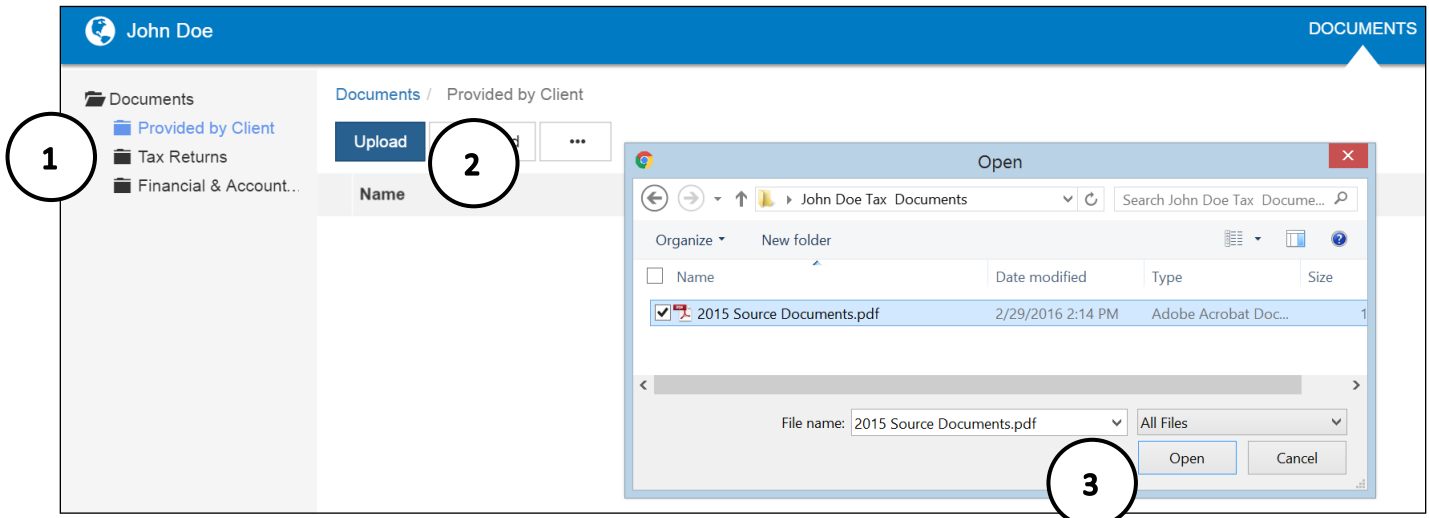 John Doe
DOCUMENTS
Documents
Provided by Client
Tax Returns
Financial & Account...
1
Documents / Provided by Client
Upload
2
•••
Name
Open
John Doe Tax Documents
Search John Doe Tax Docume...
Organize
New folder
Name Date modified Type Size
2015 Source Documents.pdf 2/29/2016 2:14 PM Adobe Acrobat Doc... 1
File name: 2015 Source Documents.pdf All Files
Open Cancel
3